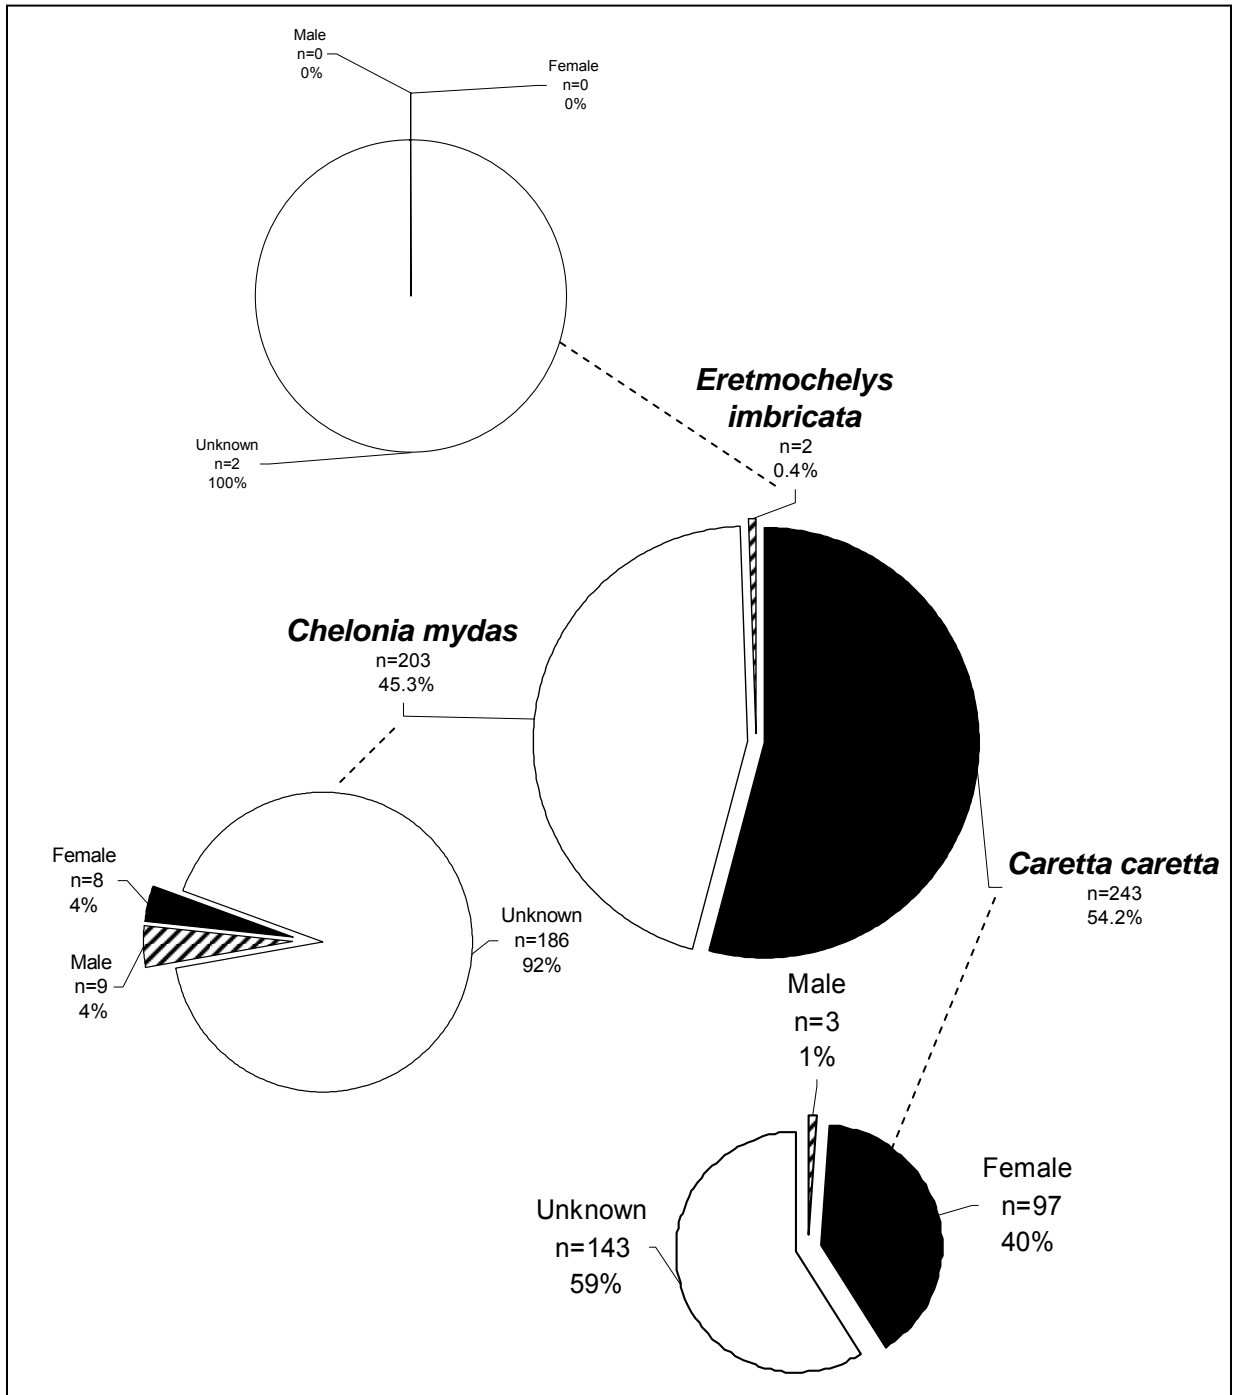 Male
n=0
0%
Female
n=0
0%
Unknown
n=2
100%
Eretmochelys
imbricata
n=2
0.4%
Chelonia mydas
n=203
45.3%
Female
n=8
4%
Male
n=9
4%
Unknown
n=186
92%
Caretta caretta
n=243
54.2%
Male
n=3
1%
Female
n=97
40%
Unknown
n=143
59%